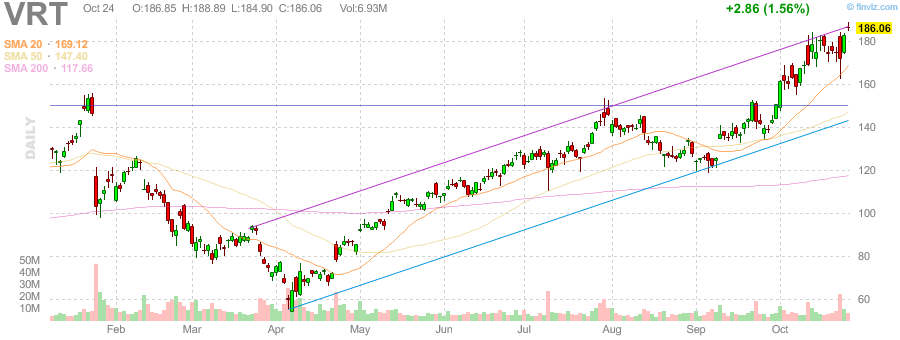 VRT Oct 24 O:186.85 H:188.89 L:184.90 C:186.06 Vol:6.93M +2.86 (1.56%) © finviz.com
186.06
SMA 20 · 169.12
SMA 50 · 147.40
SMA 200 · 117.66
DAILY
180
160
140
120
100
80
60
50M
40M
30M
20M
10M
Feb Mar Apr May Jun Jul Aug Sep Oct